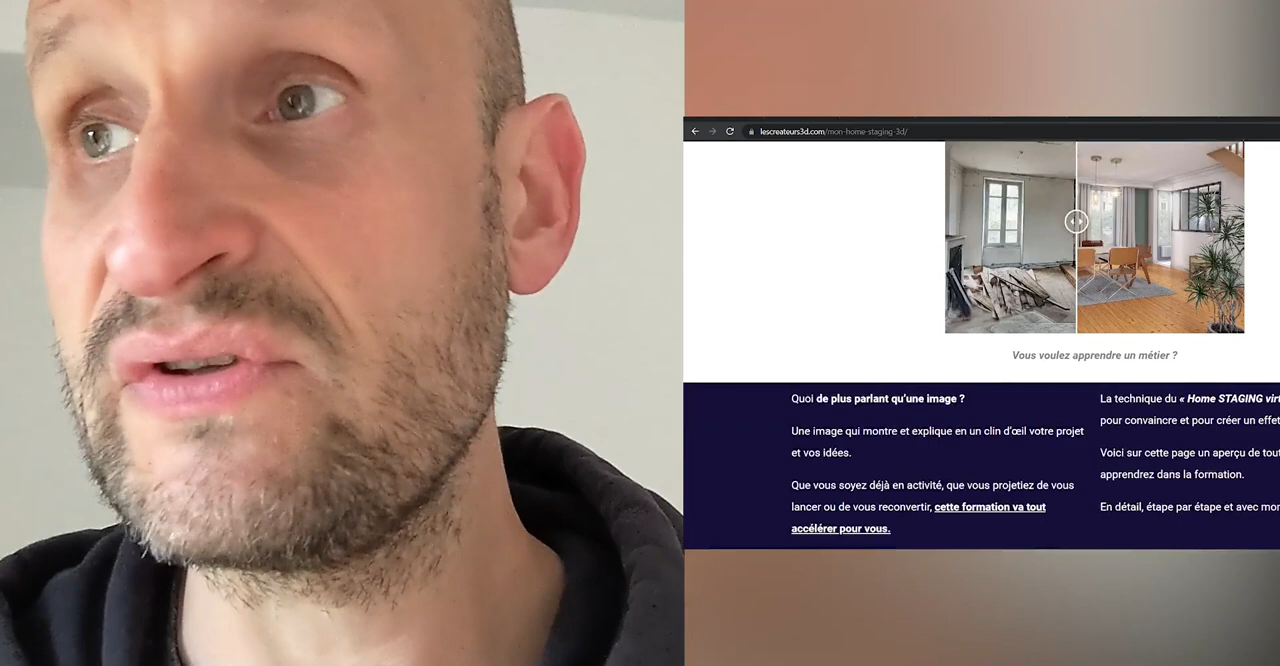 lescreateurs3d.com/mon-home-staging-3d/
Vous voulez apprendre un métier ?
Quoi de plus parlant qu'une image ?
Une image qui montre et explique en un clin d'œil votre projet
et vos idées.
Que vous soyez déjà en activité, que vous projetiez de vous
lancer ou de vous reconvertir, cette formation va tout
accélérer pour vous.
La technique du « Home STAGING virt
pour convaincre et pour créer un effet
Voici sur cette page un aperçu de tout
apprendrez dans la formation.
En détail, étape par étape et avec mon